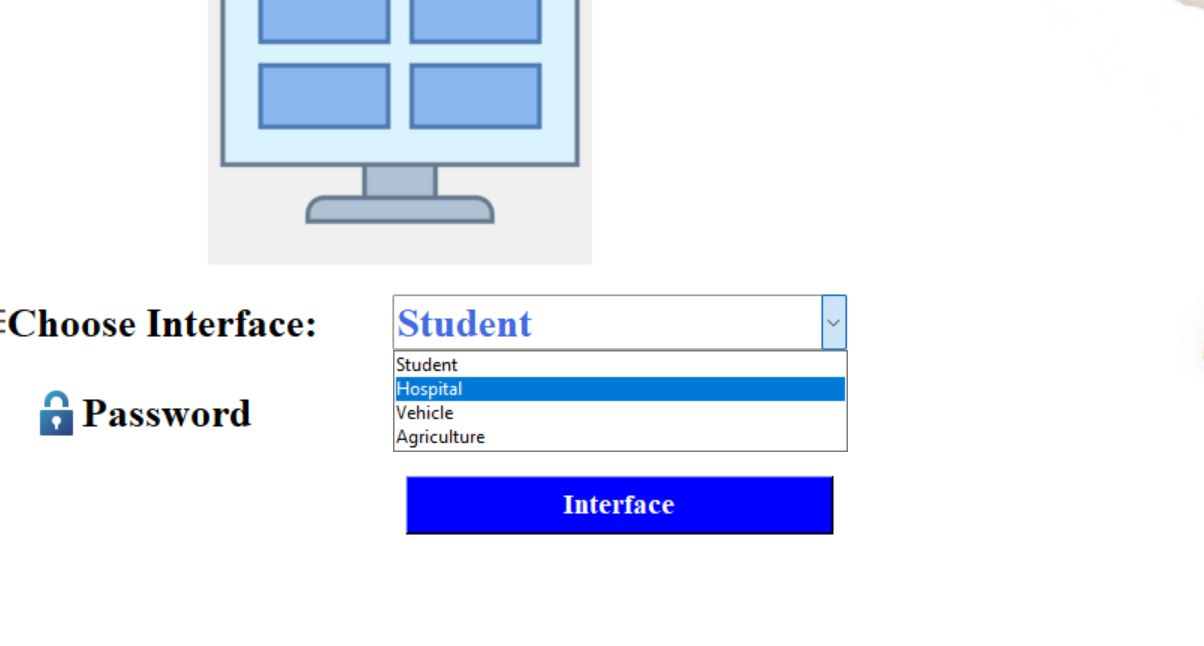 Choose Interface:
Student
Student
Hospital
Vehicle
Agriculture
Password
Interface